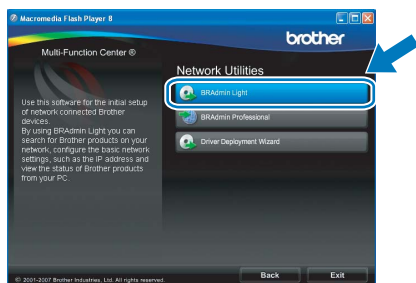 Macromedia Flash Player 8
brother
Multi-Function Center ®
Network Utilities
BRAdmin Light
BRAdmin Professional
Driver Deployment Wizard
Use this software for the initial setup
of network connected Brother
devices.
By using BRAdmin Light you can
search for Brother products on your
network, configure the basic network
settings, such as the IP address and
view the status of Brother products
from your PC.
© 2001-2007 Brother Industries, Ltd. All rights reserved.
Back
Exit